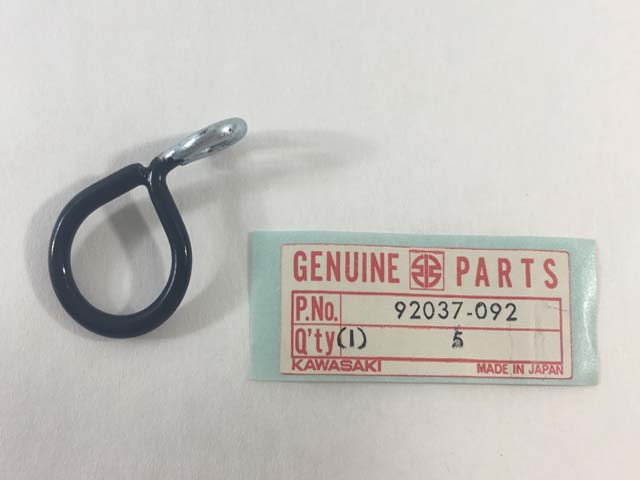 GENUINE PARTS
P.No. 92037-092
Q'ty (1) 5
KAWASAKI MADE IN JAPAN